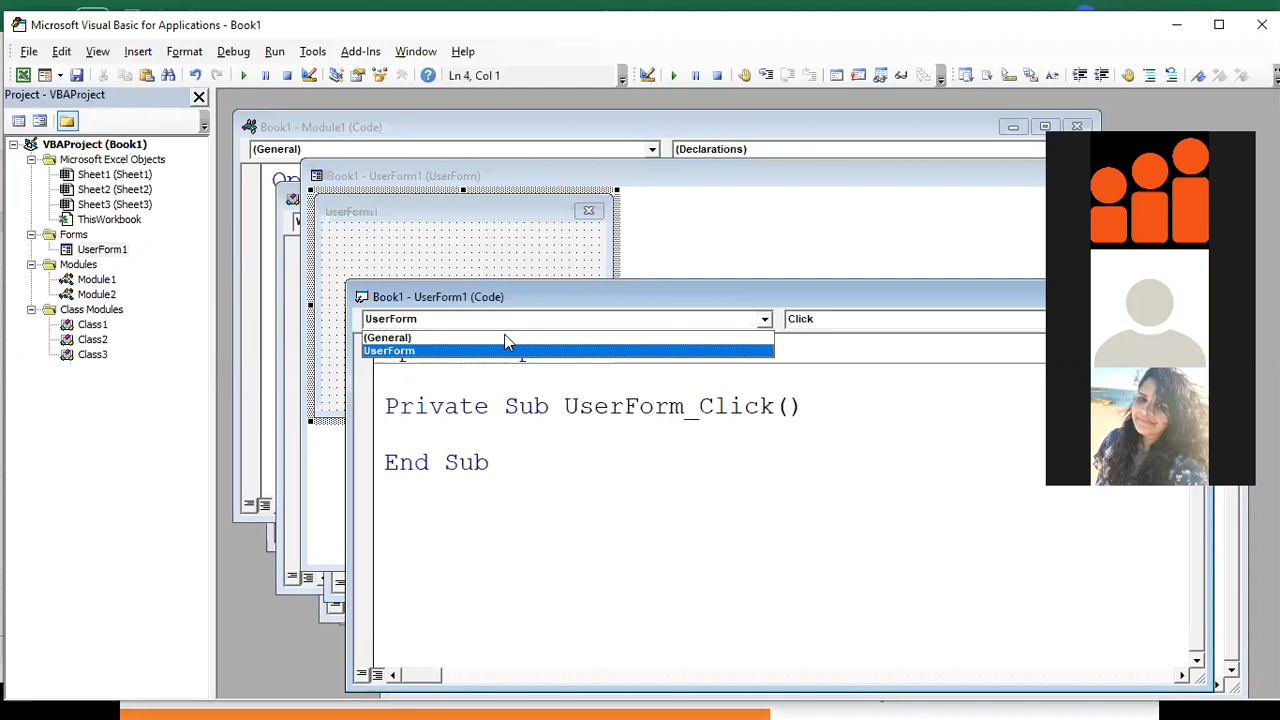 Microsoft Visual Basic for Applications - Book1
File Edit View Insert Format Debug Run Tools Add-Ins Window Help
Ln 4, Col 1
Project - VBAProject
VBAProject (Book1)
Microsoft Excel Objects
Sheet1 (Sheet1)
Sheet2 (Sheet2)
Sheet3 (Sheet3)
ThisWorkbook
Forms
UserForm1
Modules
Module1
Module2
Class Modules
Class1
Class2
Class3
Book1 - Module1 (Code)
(General) (Declarations)
Book1 - UserForm1 (UserForm)
UserForm1
Book1 - UserForm1 (Code)
UserForm Click
(General)
UserForm
Private Sub UserForm_Click()
End Sub